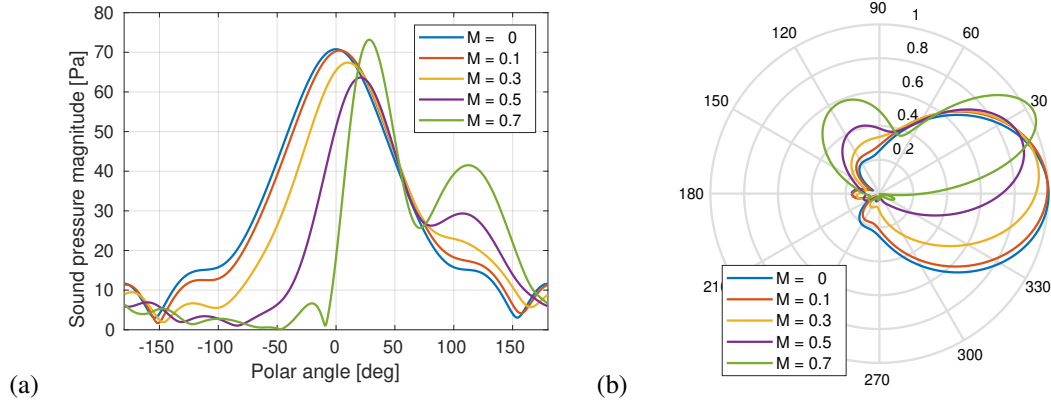 80
70
60
50
40
30
20
10
0
-150 -100 -50 0 50 100 150
Sound pressure magnitude [Pa]
Polar angle [deg]
M = 0
M = 0.1
M = 0.3
M = 0.5
M = 0.7
(a)
90
1
120 60
0.8
0.6
150 30
0.4
0.2
180
210 330
300
270
M = 0
M = 0.1
M = 0.3
M = 0.5
M = 0.7
(b)